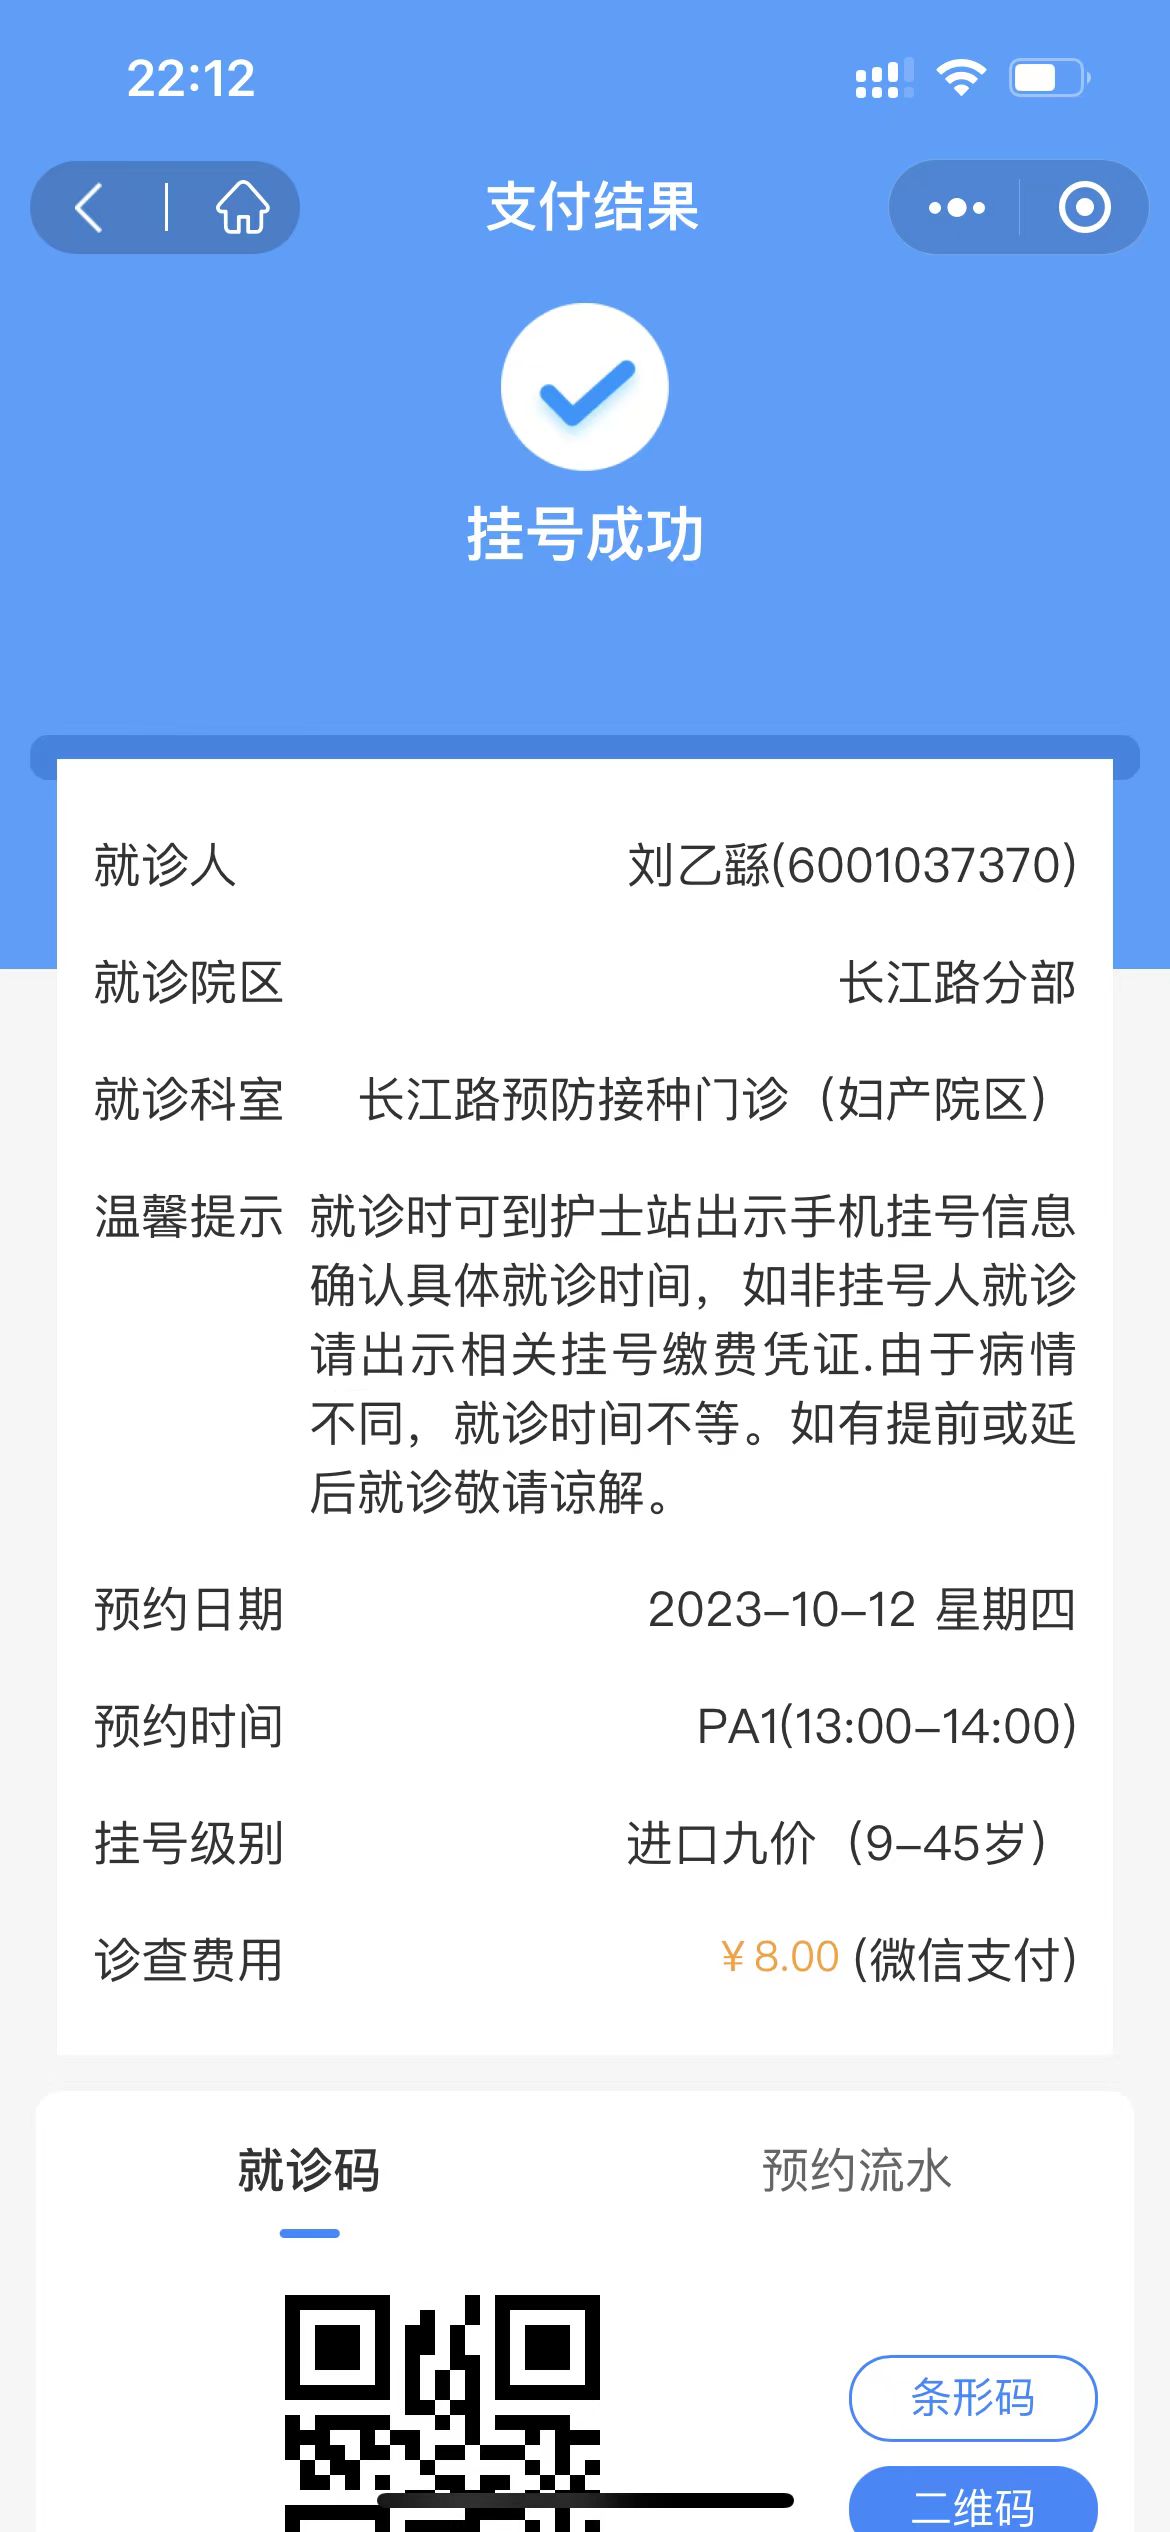 22:12
支付结果
挂号成功
就诊人 刘乙繇(6001037370)
就诊院区 长江路分部
就诊科室 长江路预防接种门诊（妇产院区）
温馨提示 就诊时可到护士站出示手机挂号信息
确认具体就诊时间，如非挂号人就诊
请出示相关挂号缴费凭证.由于病情
不同，就诊时间不等。如有提前或延
后就诊敬请谅解。
预约日期 2023-10-12 星期四
预约时间 PA1(13:00-14:00)
挂号级别 进口九价（9-45岁）
诊查费用 ¥8.00 (微信支付)
就诊码 预约流水
条形码
二维码